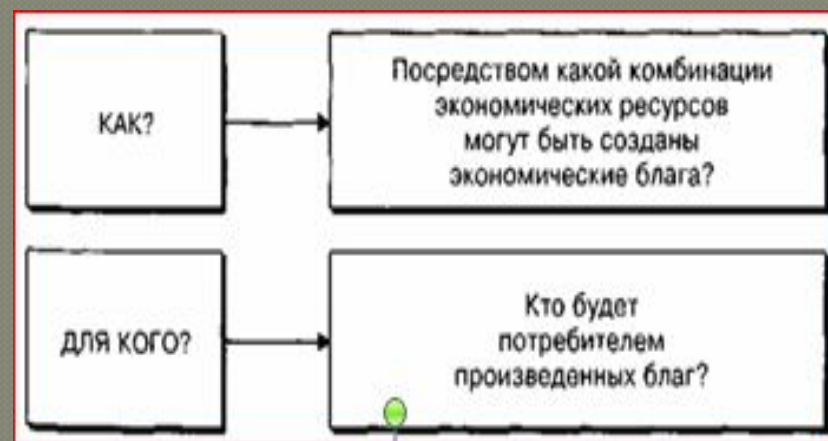 КАК?
Посредством какой комбинации
экономических ресурсов
могут быть созданы
экономические блага?
ДЛЯ КОГО?
Кто будет
потребителем
произведенных благ?